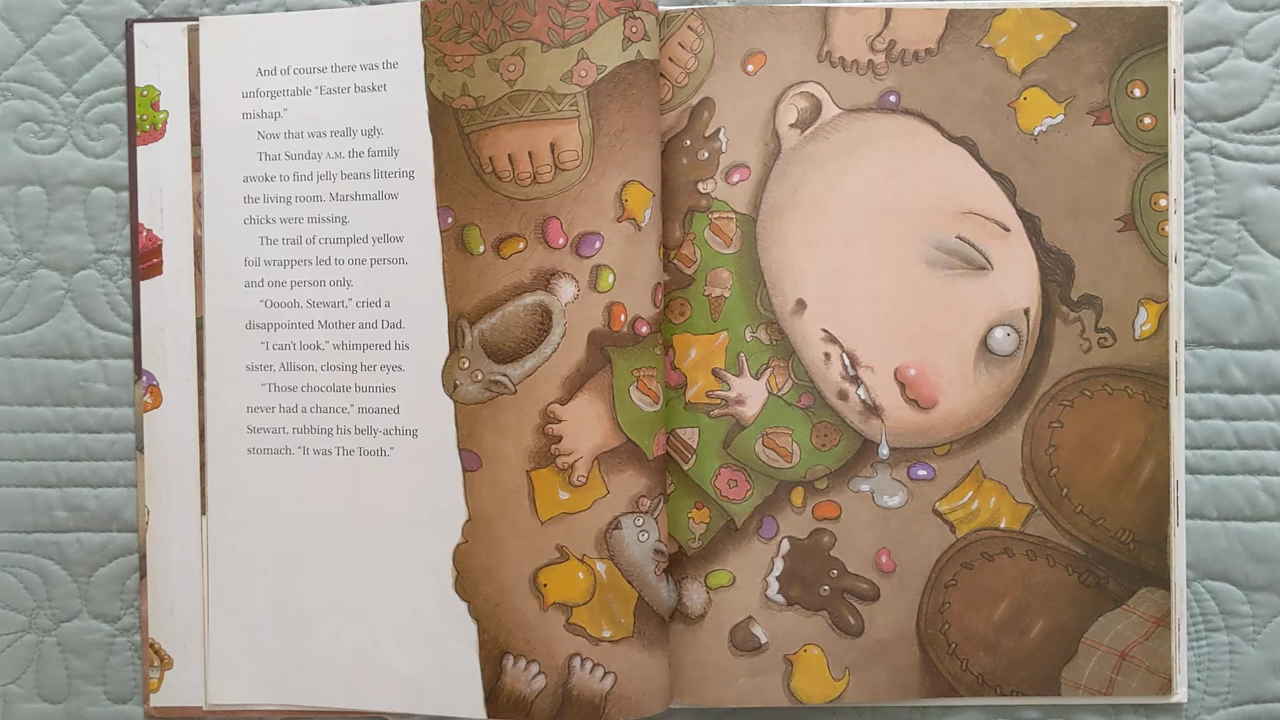 And of course there was the
unforgettable “Easter basket
mishap.”
Now that was really ugly.
That Sunday A.M. the family
awoke to find jelly beans littering
the living room. Marshmallow
chicks were missing.
The trail of crumpled yellow
foil wrappers led to one person,
and one person only.
“Ooooh, Stewart,” cried a
disappointed Mother and Dad.
“I can’t look,” whimpered his
sister, Allison, closing her eyes.
“Those chocolate bunnies
never had a chance,” moaned
Stewart, rubbing his belly-aching
stomach. “It was The Tooth.”